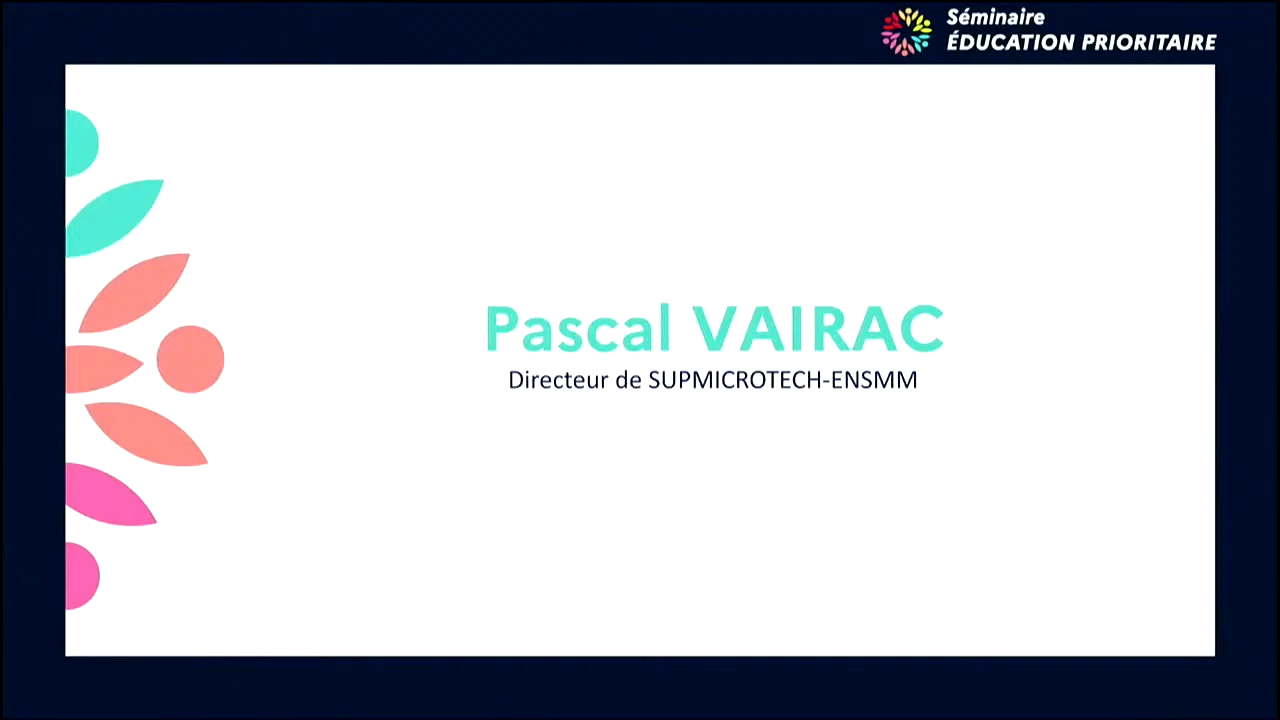 Séminaire
ÉDUCATION PRIORITAIRE
Pascal VAIRAC
Directeur de SUPMICROTECH-ENSMM